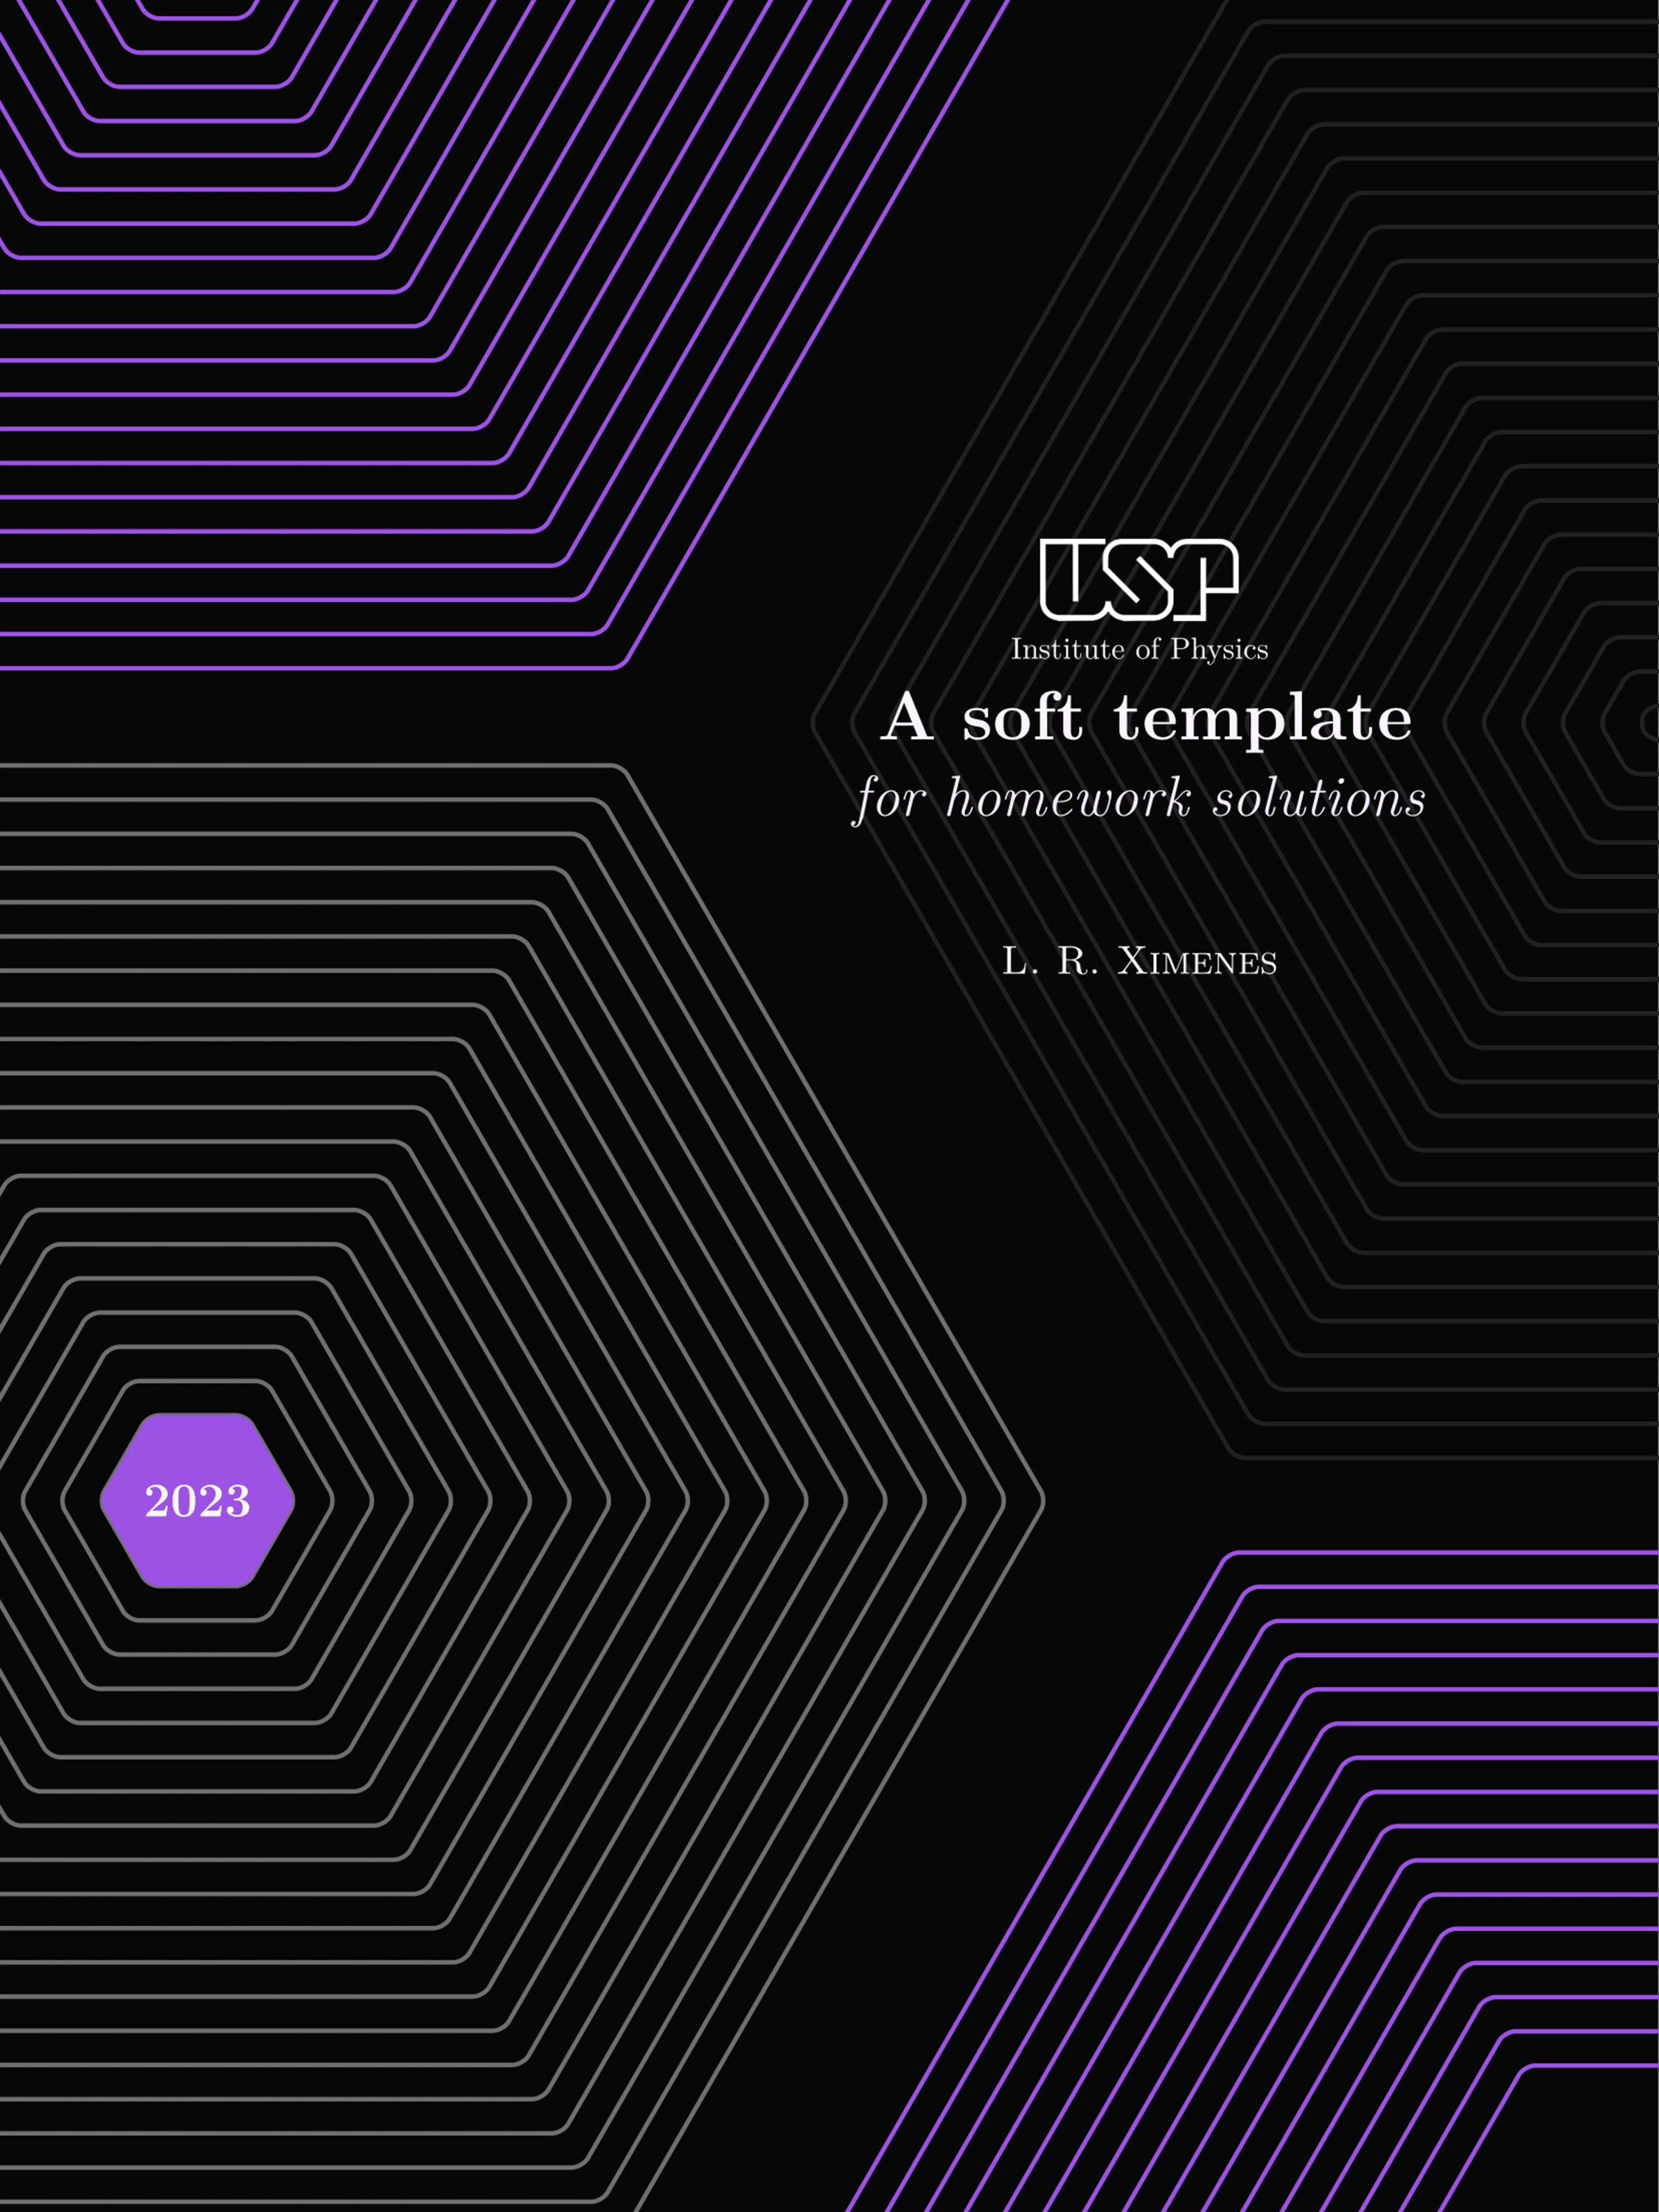 USP
Institute of Physics
A soft template
for homework solutions
L. R. XIMENES
2023